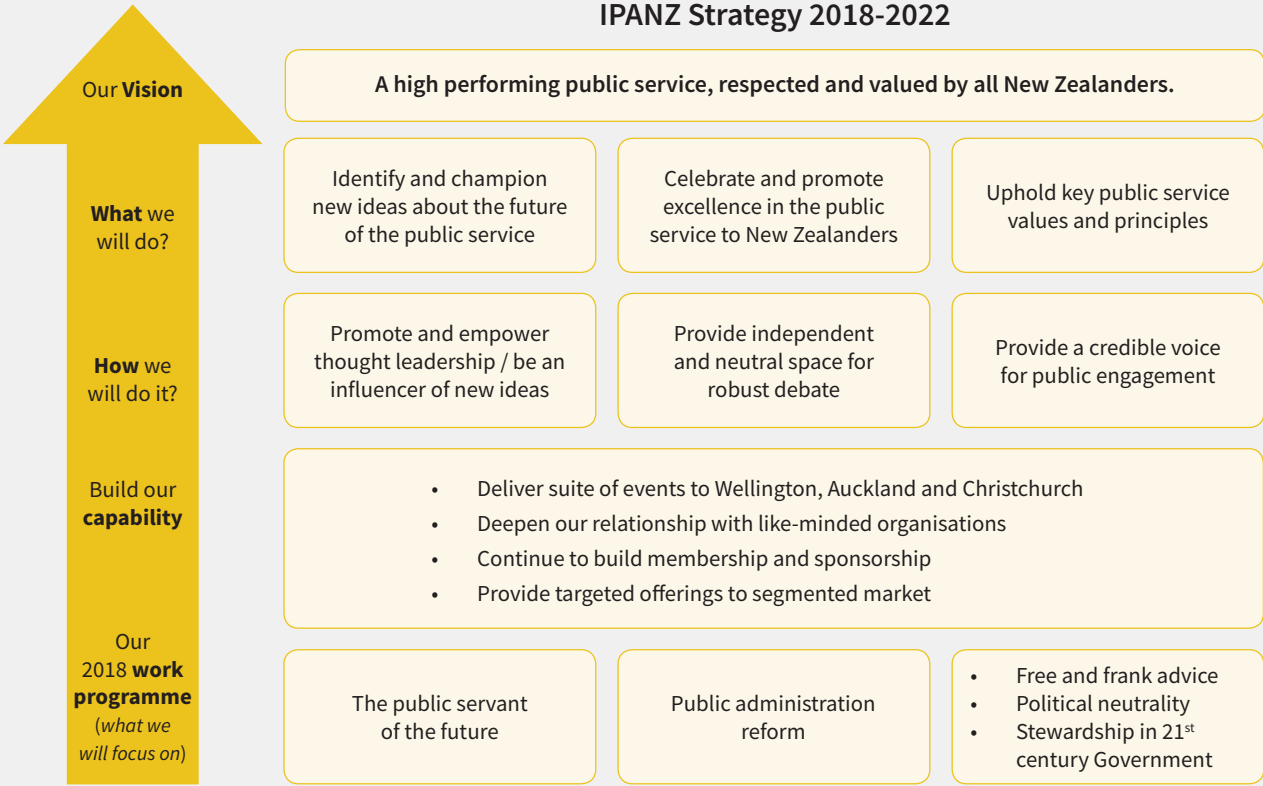 IPANZ Strategy 2018-2022
Our Vision
A high performing public service, respected and valued by all New Zealanders.
What we
will do?
Identify and champion
new ideas about the future
of the public service
Celebrate and promote
excellence in the public
service to New Zealanders
Uphold key public service
values and principles
How we
will do it?
Promote and empower
thought leadership / be an
influencer of new ideas
Provide independent
and neutral space for
robust debate
Provide a credible voice
for public engagement
Build our
capability
• Deliver suite of events to Wellington, Auckland and Christchurch
• Deepen our relationship with like-minded organisations
• Continue to build membership and sponsorship
• Provide targeted offerings to segmented market
Our
2018 work
programme
(what we
will focus on)
The public servant
of the future
Public administration
reform
• Free and frank advice
• Political neutrality
• Stewardship in 21st
century Government